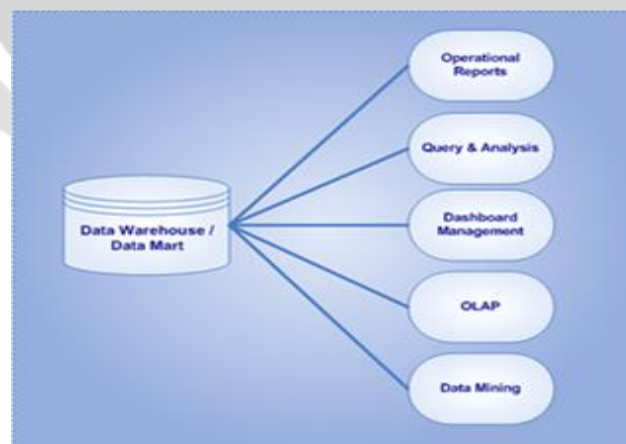 Operational
Reports
Query & Analysis
Data Warehouse /
Data Mart
Dashboard
Management
OLAP
Data Mining